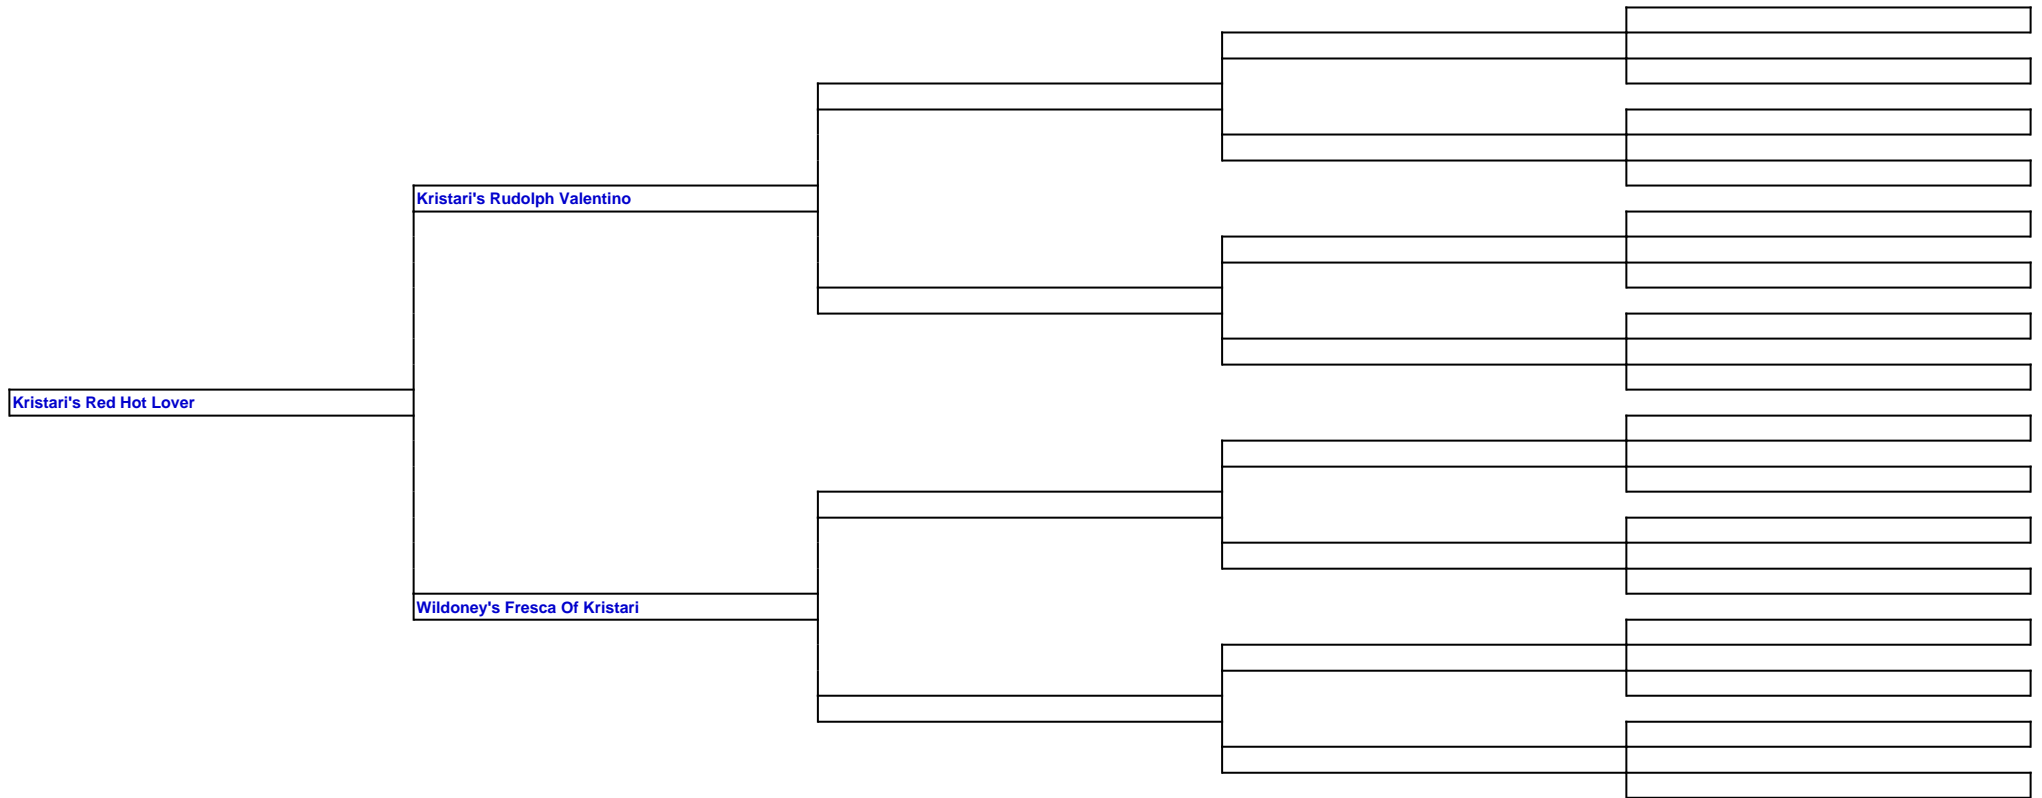 Kristari's Rudolph Valentino
Kristari's Red Hot Lover
Wildoney's Fresca Of Kristari